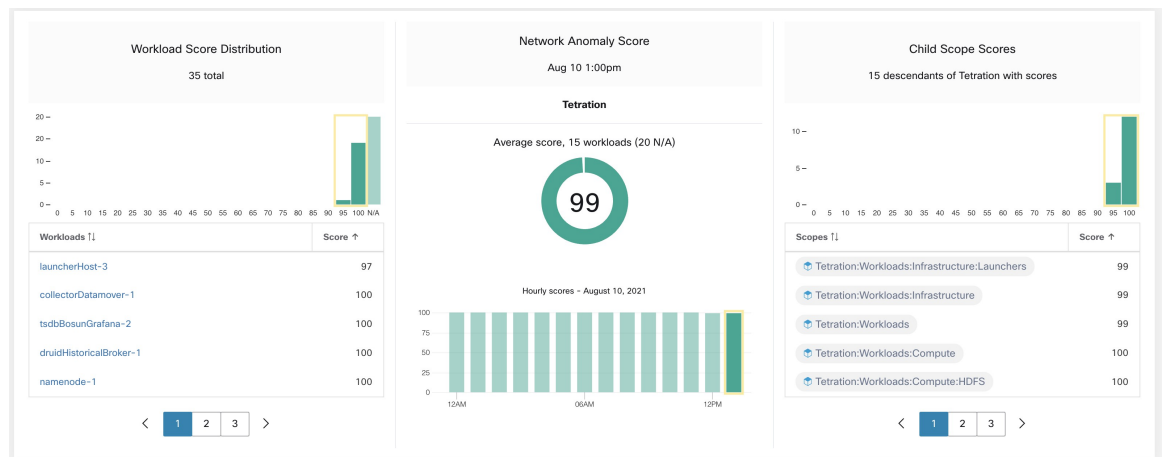 Workload Score Distribution
35 total
20
20
10
5
0
0 5 10 15 20 25 30 35 40 45 50 55 60 65 70 75 80 85 90 95 100 N/A
Workloads ↑↓ Score ↑
launcherHost-3 97
collectorDatamover-1 100
tsdbBosunGrafana-2 100
druidHistoricalBroker-1 100
namenode-1 100
< 1 2 3 >
Network Anomaly Score
Aug 10 1:00pm
Tetration
Average score, 15 workloads (20 N/A)
99
Hourly scores - August 10, 2021
100
75
50
25
0
12AM 06AM 12PM
Child Scope Scores
15 descendants of Tetration with scores
10
5
0
0 5 10 15 20 25 30 35 40 45 50 55 60 65 70 75 80 85 90 95 100
Scopes ↑↓ Score ↑
Tetration:Workloads:Infrastructure:Launchers 99
Tetration:Workloads:Infrastructure 99
Tetration:Workloads 99
Tetration:Workloads:Compute 100
Tetration:Workloads:Compute:HDFS 100
< 1 2 3 >